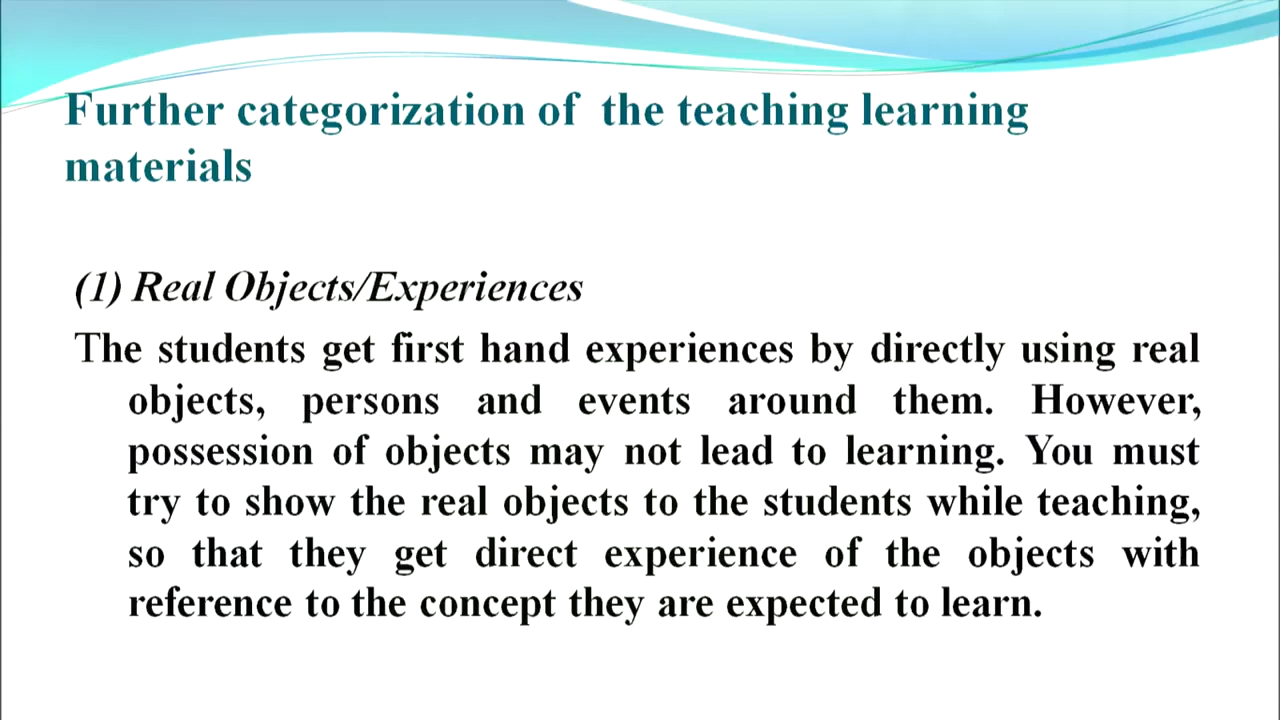 Further categorization of the teaching learning
materials
(1) Real Objects/Experiences
The students get first hand experiences by directly using real
objects, persons and events around them. However,
possession of objects may not lead to learning. You must
try to show the real objects to the students while teaching,
so that they get direct experience of the objects with
reference to the concept they are expected to learn.